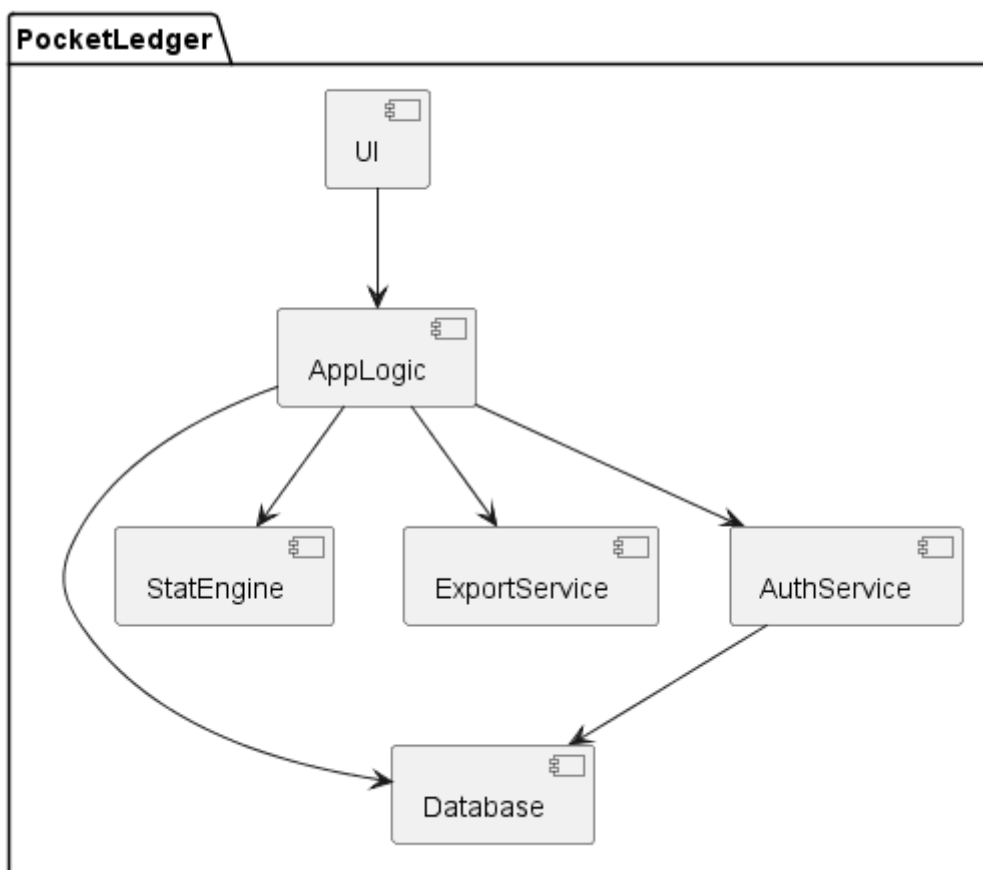 PocketLedger
UI
AppLogic
StatEngine
ExportService
AuthService
Database